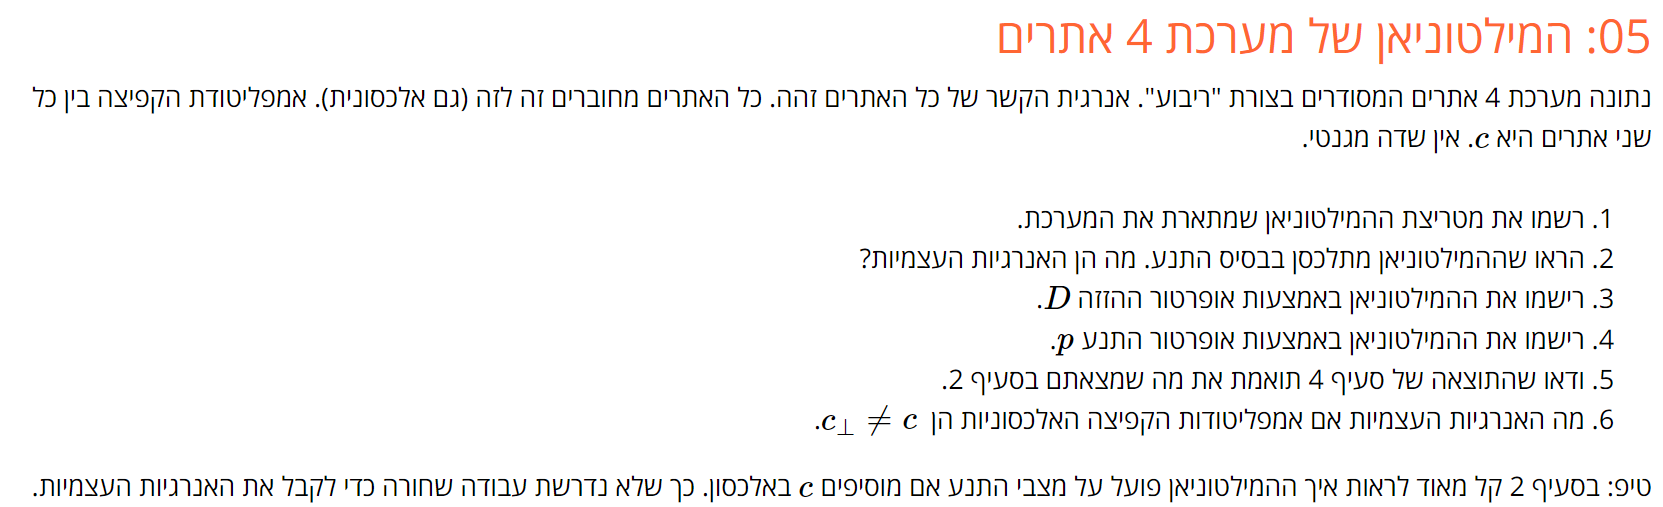 05: המילטוניאן של מערכת 4 אתרים
נתונה מערכת 4 אתרים המסודרים בצורת "ריבוע". אנרגית הקשר של כל האתרים זהה. כל האתרים מחוברים זה לזה (גם אלכסונית). אמפליטודת הקפיצה בין כל
שני אתרים היא c. אין שדה מגנטי.
1. רשמו את מטריצת ההמילטוניאן שמתארת את המערכת.
2. הראו שההמילטוניאן מתלכסן בבסיס התנע. מה הן האנרגיות העצמיות?
3. רישמו את ההמילטוניאן באמצעות אופרטור ההזזה D.
4. רישמו את ההמילטוניאן באמצעות אופרטור התנע p.
5. ודאו שהתוצאה של סעיף 4 תואמת את מה שמצאתם בסעיף 2.
6. מה האנרגיות העצמיות אם אמפליטודות הקפיצה האלכסוניות הן c⊥ ≠ c.
טיפ: בסעיף 2 קל מאוד לראות איך ההמילטוניאן פועל על מצבי התנע אם מוסיפים c באלכסון. כך שלא נדרשת עבודה שחורה כדי לקבל את האנרגיות העצמיות.